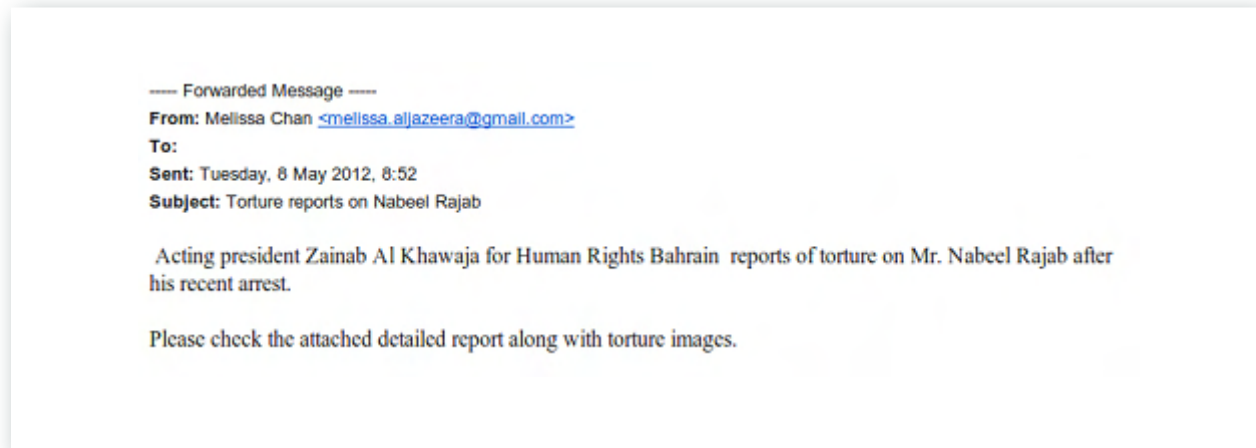 ----- Forwarded Message -----
From: Melissa Chan <melissa.aljazeera@gmail.com>
To:
Sent: Tuesday, 8 May 2012, 8:52
Subject: Torture reports on Nabeel Rajab
Acting president Zainab Al Khawaja for Human Rights Bahrain reports of torture on Mr. Nabeel Rajab after
his recent arrest.
Please check the attached detailed report along with torture images.